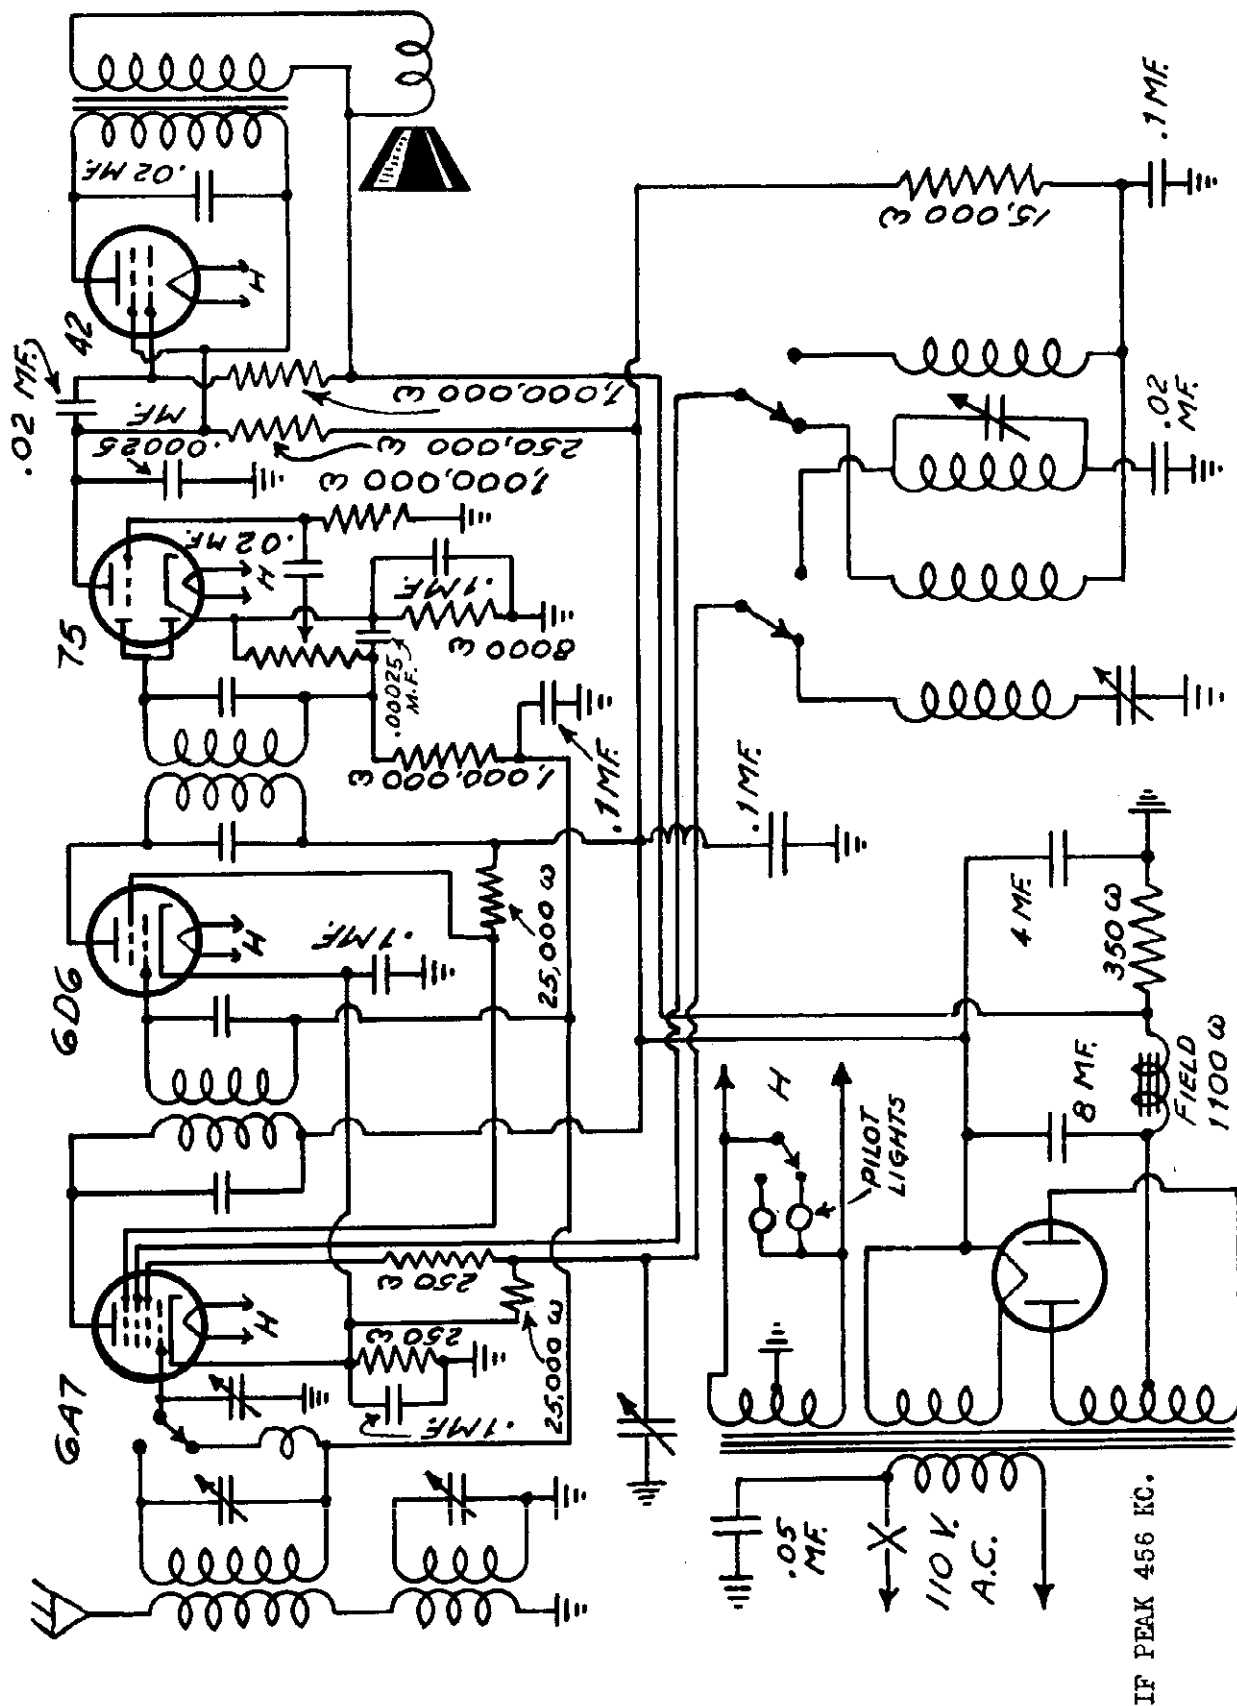 6A7
6D6
75
42
.02 MF.
.02 MF.
.00025
MF.
250,000 ω
1,000,000 ω
1,000,000 ω
.02 MF.
.1 MF.
8000 ω
.00025
M.F.
1,000,000 ω
.1 MF.
H
H
H
H
.1 MF.
25,000 ω
250 ω
250 ω
25,000 ω
.1 MF.
15,000 ω
.1 MF.
.02
MF.
.1 MF.
4 MF.
350 ω
8 MF.
FIELD
1100 ω
H
PILOT
LIGHTS
.05
MF.
110 V.
A.C.
IF PEAK 456 KC.